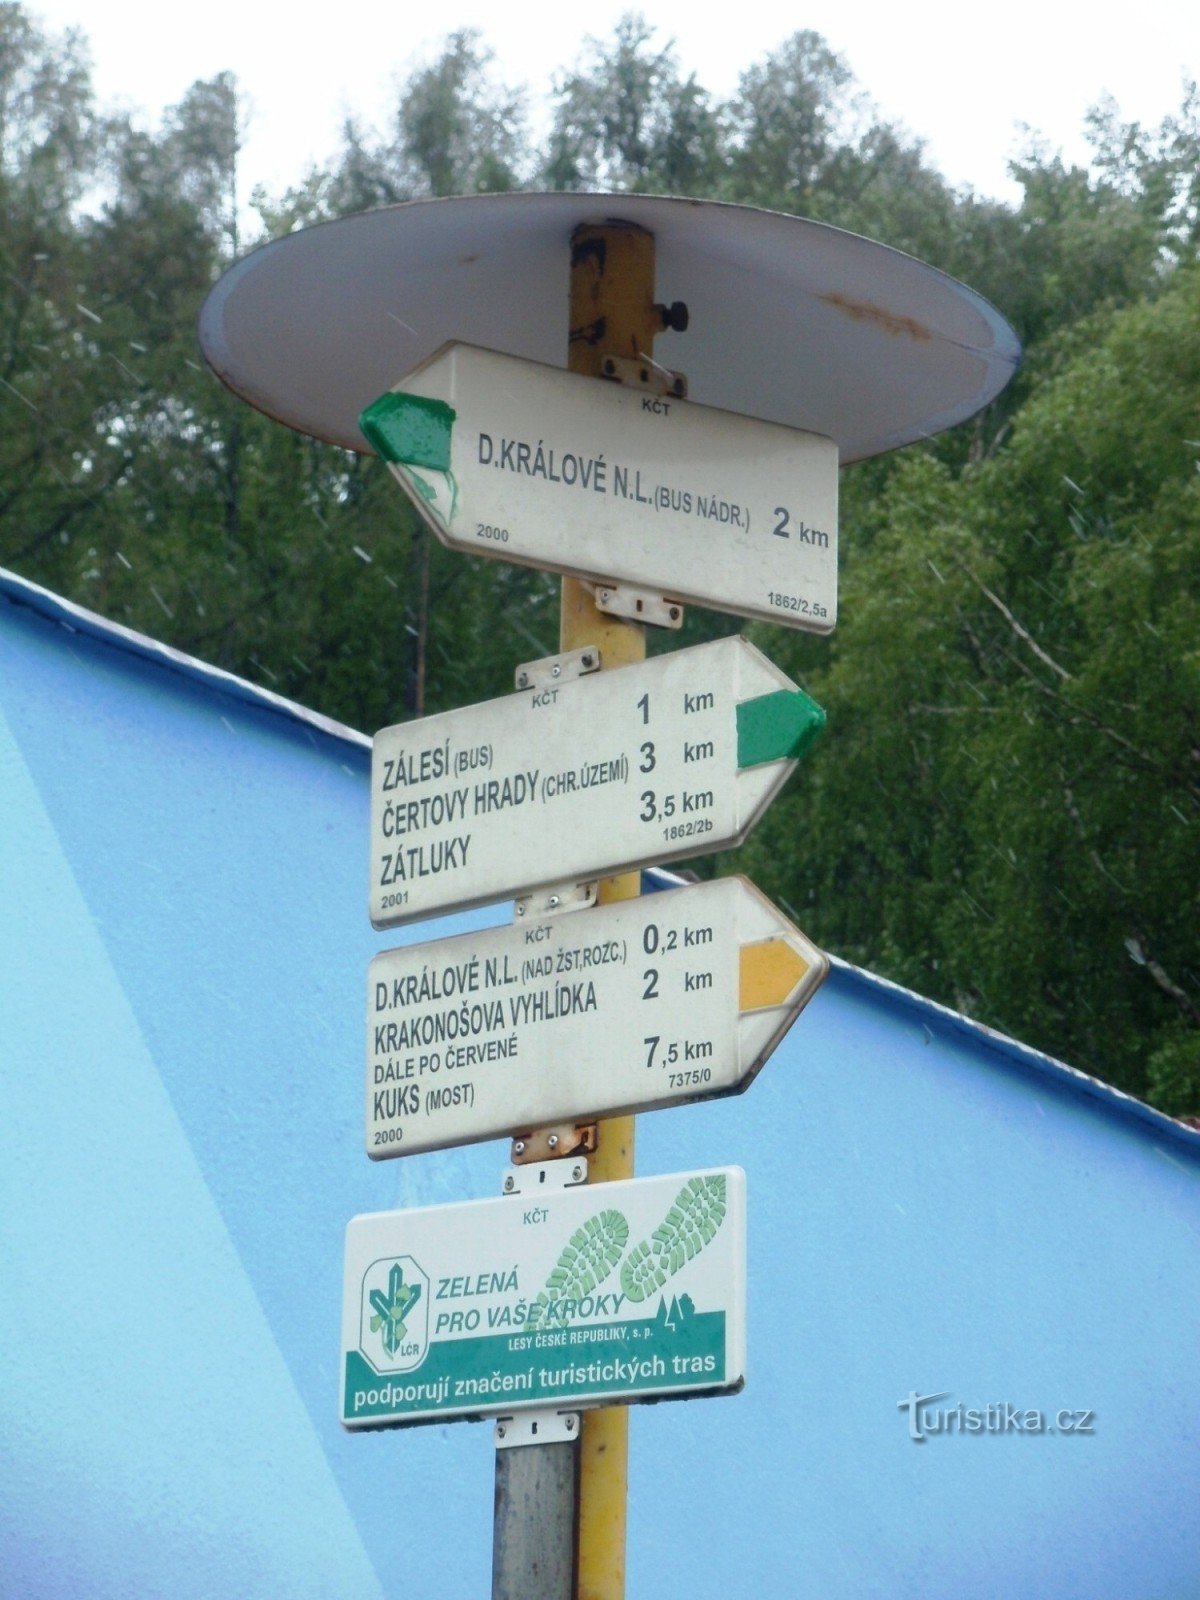 KČT
D.KRÁLOVÉ N.L.(BUS NÁDR.) 2 km
2000 1862/2,5a
KČT
ZÁLESÍ (BUS) 1 km
ČERTOVY HRADY (CHR.ÚZEMÍ) 3 km
ZÁTLUKY 3,5 km
2001 1862/2b
KČT
D.KRÁLOVÉ N.L. (NAD ŽST,ROZC.) 0,2 km
KRAKONOŠOVA VYHLÍDKA 2 km
DÁLE PO ČERVENÉ
KUKS (MOST) 7,5 km
2000 7375/0
KČT
ZELENÁ
PRO VAŠE KROKY
LČR
LESY ČESKÉ REPUBLIKY, s. p.
podporují značení turistických tras
Turistika.cz